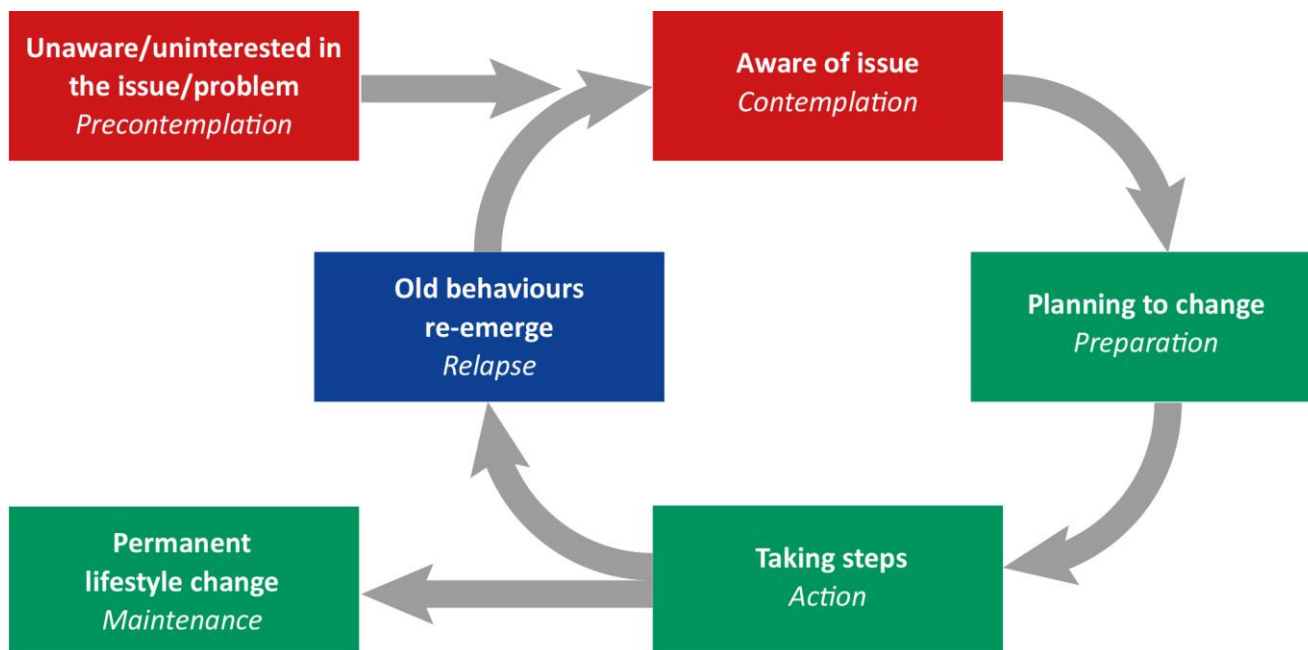 Unaware/uninterested in
the issue/problem
Precontemplation
Aware of issue
Contemplation
Old behaviours
re-emerge
Relapse
Planning to change
Preparation
Permanent
lifestyle change
Maintenance
Taking steps
Action